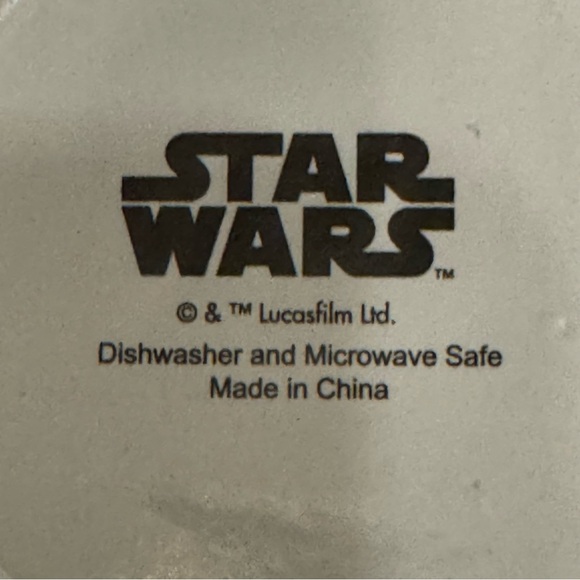 STAR
WARS™
© & ™ Lucasfilm Ltd.
Dishwasher and Microwave Safe
Made in China